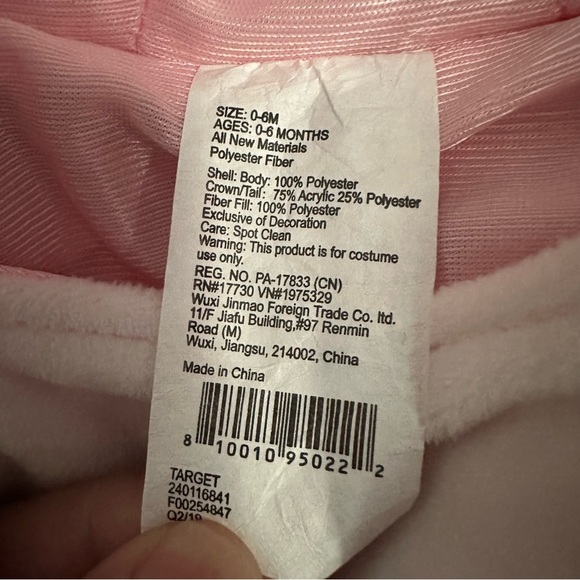 SIZE: 0-6M
AGES: 0-6 MONTHS
All New Materials
Polyester Fiber
Shell: Body: 100% Polyester
Crown/Tail: 75% Acrylic 25% Polyester
Fiber Fill: 100% Polyester
Exclusive of Decoration
Care: Spot Clean
Warning: This product is for costume
use only.
REG. NO. PA-17833 (CN)
RN#17730 VN#1975329
Wuxi Jinmao Foreign Trade Co. ltd.
11/F Jiafu Building,#97 Renmin
Road (M)
Wuxi, Jiangsu, 214002, China
Made in China
8 10010 95022 2
TARGET
240116841
F00254847
Q2/19